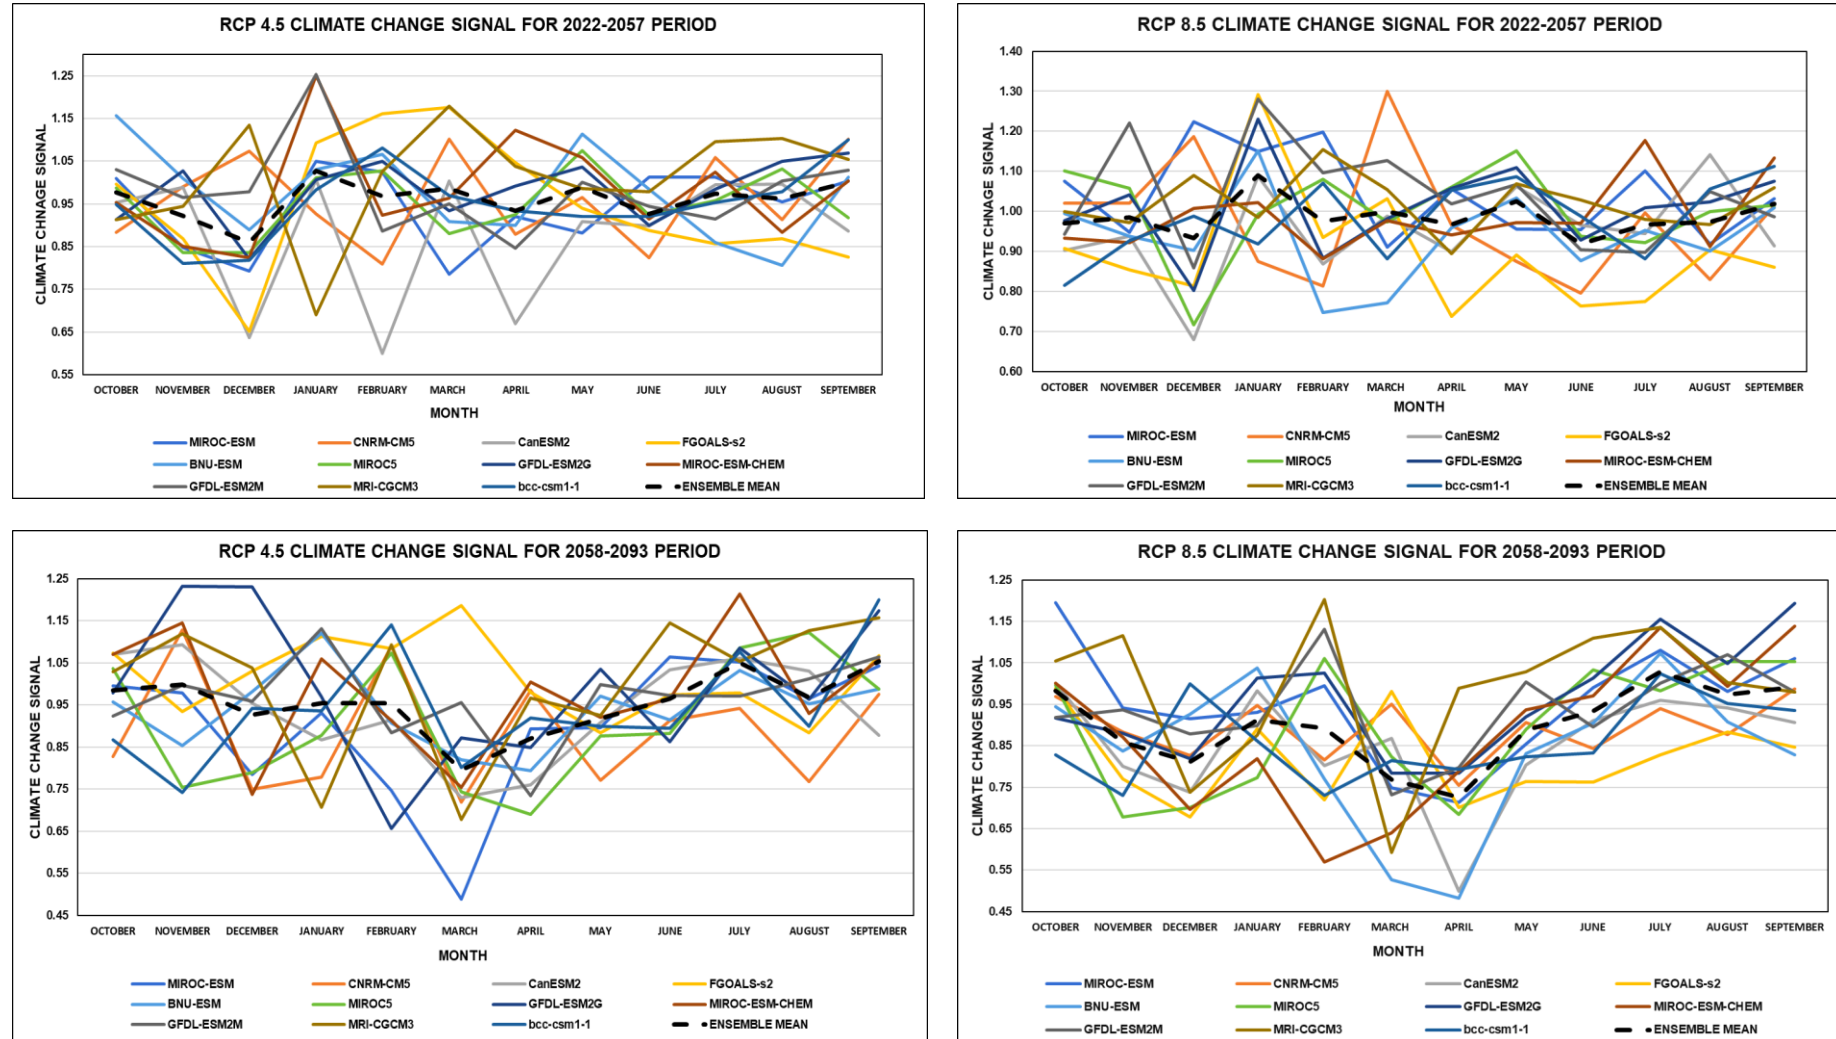 RCP 4.5 CLIMATE CHANGE SIGNAL FOR 2022-2057 PERIOD
CLIMATE CHNAGE SIGNAL
1.25
1.15
1.05
0.95
0.85
0.75
0.65
0.55
OCTOBER NOVEMBER DECEMBER JANUARY FEBRUARY MARCH APRIL MAY JUNE JULY AUGUST SEPTEMBER
MONTH
MIROC-ESM CNRM-CM5 CanESM2 FGOALS-s2
BNU-ESM MIROC5 GFDL-ESM2G MIROC-ESM-CHEM
GFDL-ESM2M MRI-CGCM3 bcc-csm1-1 ENSEMBLE MEAN
RCP 8.5 CLIMATE CHANGE SIGNAL FOR 2022-2057 PERIOD
CLIMATE CHNAGE SIGNAL
1.40
1.30
1.20
1.10
1.00
0.90
0.80
0.70
0.60
OCTOBER NOVEMBER DECEMBER JANUARY FEBRUARY MARCH APRIL MAY JUNE JULY AUGUST SEPTEMBER
MONTH
MIROC-ESM CNRM-CM5 CanESM2 FGOALS-s2
BNU-ESM MIROC5 GFDL-ESM2G MIROC-ESM-CHEM
GFDL-ESM2M MRI-CGCM3 bcc-csm1-1 ENSEMBLE MEAN
RCP 4.5 CLIMATE CHANGE SIGNAL FOR 2058-2093 PERIOD
CLIMATE CHANGE SIGNAL
1.25
1.15
1.05
0.95
0.85
0.75
0.65
0.55
0.45
OCTOBER NOVEMBER DECEMBER JANUARY FEBRUARY MARCH APRIL MAY JUNE JULY AUGUST SEPTEMBER
MONTH
MIROC-ESM CNRM-CM5 CanESM2 FGOALS-s2
BNU-ESM MIROC5 GFDL-ESM2G MIROC-ESM-CHEM
GFDL-ESM2M MRI-CGCM3 bcc-csm1-1 ENSEMBLE MEAN
RCP 8.5 CLIMATE CHANGE SIGNAL FOR 2058-2093 PERIOD
CLIMATE CHANGE SIGNAL
1.25
1.15
1.05
0.95
0.85
0.75
0.65
0.55
0.45
OCTOBER NOVEMBER DECEMBER JANUARY FEBRUARY MARCH APRIL MAY JUNE JULY AUGUST SEPTEMBER
MONTH
MIROC-ESM CNRM-CM5 CanESM2 FGOALS-s2
BNU-ESM MIROC5 GFDL-ESM2G MIROC-ESM-CHEM
GFDL-ESM2M MRI-CGCM3 bcc-csm1-1 ENSEMBLE MEAN